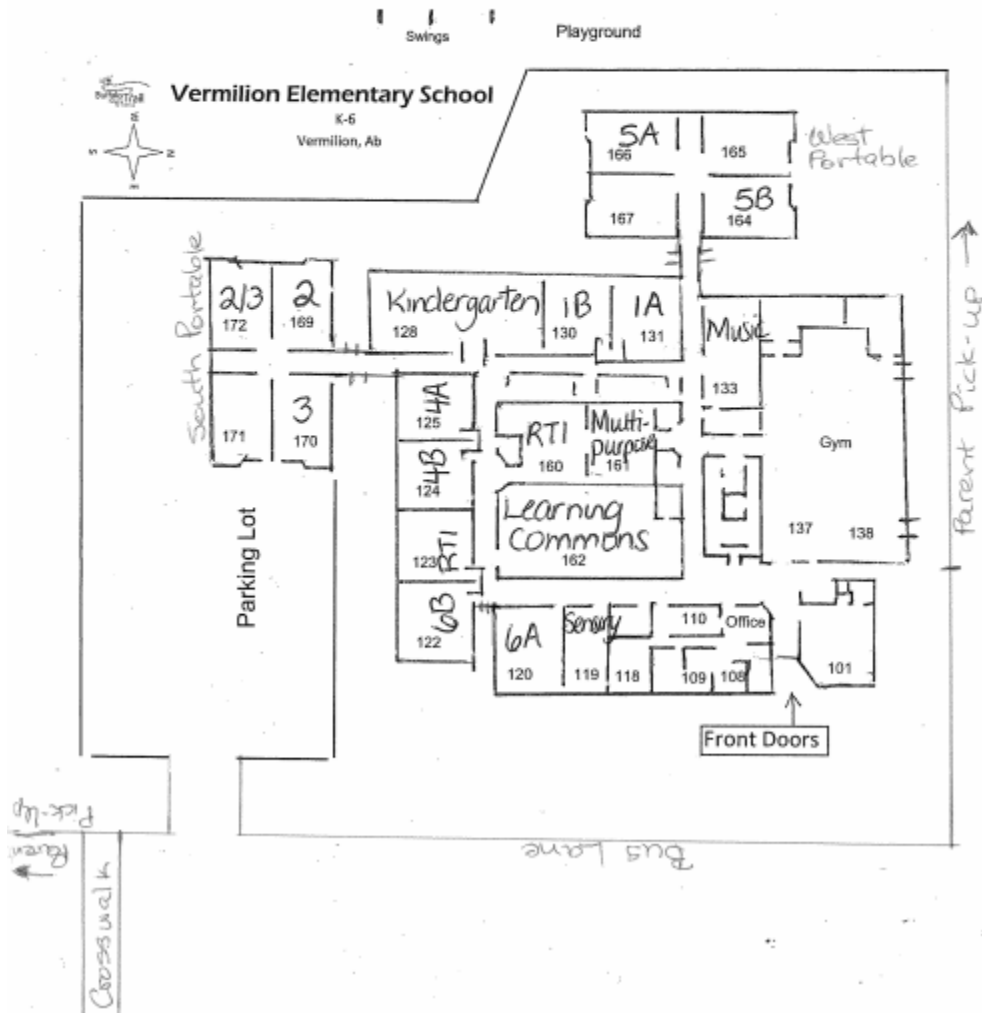 Swings
Playground
Vermilion Elementary School
K-6
Vermilion, Ab
S
N
5A
166
165
West
Portable
167
5B
164
South Portable
2/3
172
2
169
Kindergarten
128
1B
130
1A
131
Music
133
Parent Pick-up
171
3
170
4A
125
RTI
160
Multi-
purpose
161
Gym
4B
124
Learning
Commons
162
137
138
Parking Lot
123
RTI
6B
122
6A
120
Sensory
119
118
110
Office
109
108
101
Front Doors
Pick-Up
Paren
Bus Lane
Crosswalk